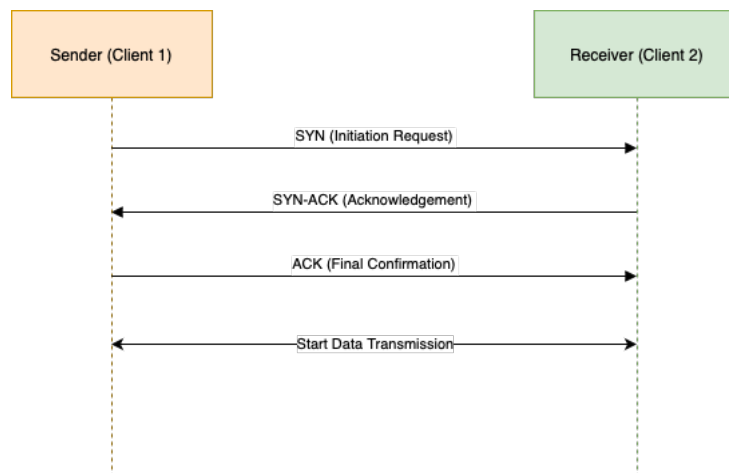 Sender (Client 1)
Receiver (Client 2)
SYN (Initiation Request)
SYN-ACK (Acknowledgement)
ACK (Final Confirmation)
Start Data Transmission